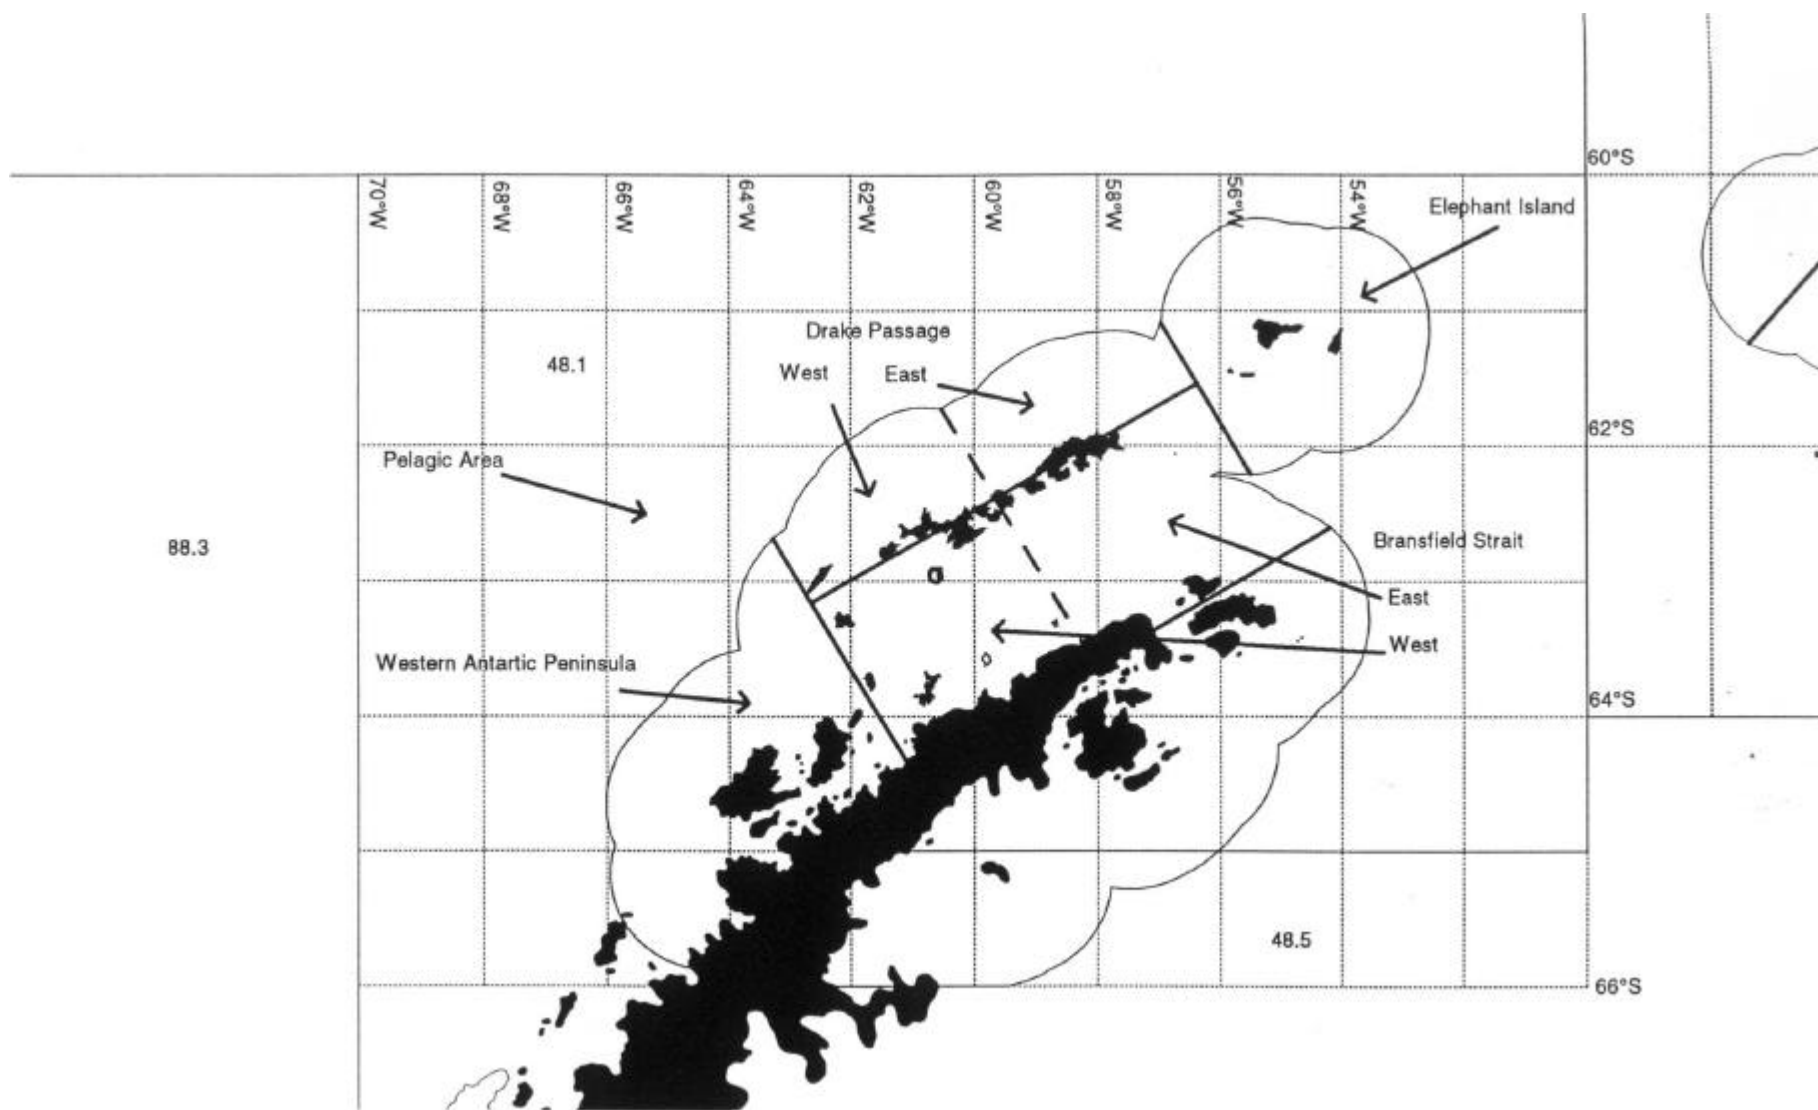 60°S
70°W
68°W
66°W
64°W
62°W
60°W
58°W
56°W
54°W
Elephant Island
Drake Passage
48.1
West
East
62°S
Pelagic Area
88.3
Bransfield Strait
East
West
Western Antartic Peninsula
64°S
48.5
66°S